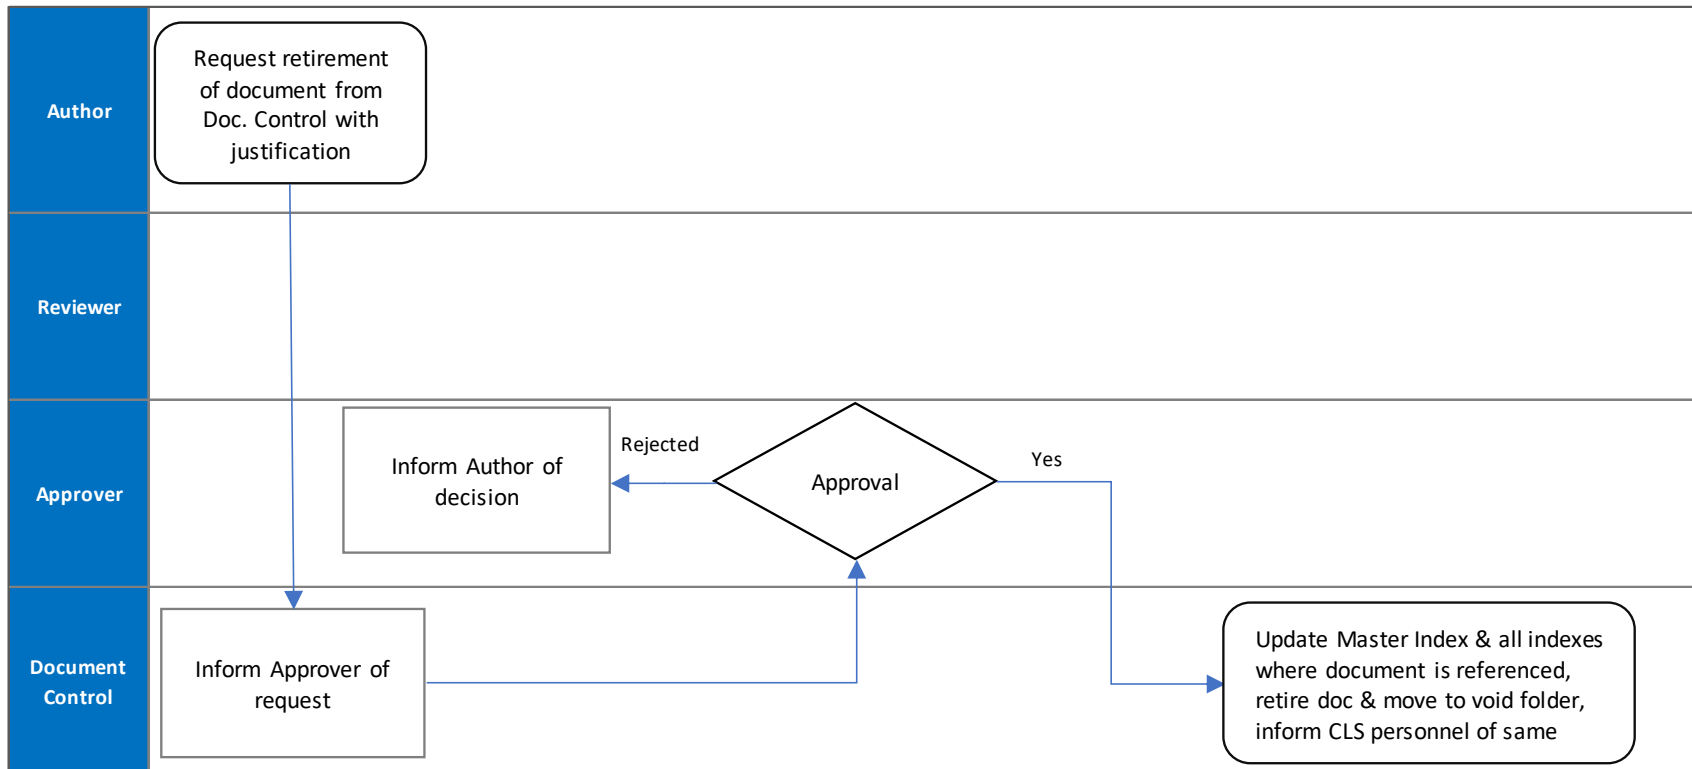 Author
Request retirement
of document from
Doc. Control with
justification
Reviewer
Approver
Inform Author of
decision
Rejected
Approval
Yes
Document
Control
Inform Approver of
request
Update Master Index & all indexes
where document is referenced,
retire doc & move to void folder,
inform CLS personnel of same